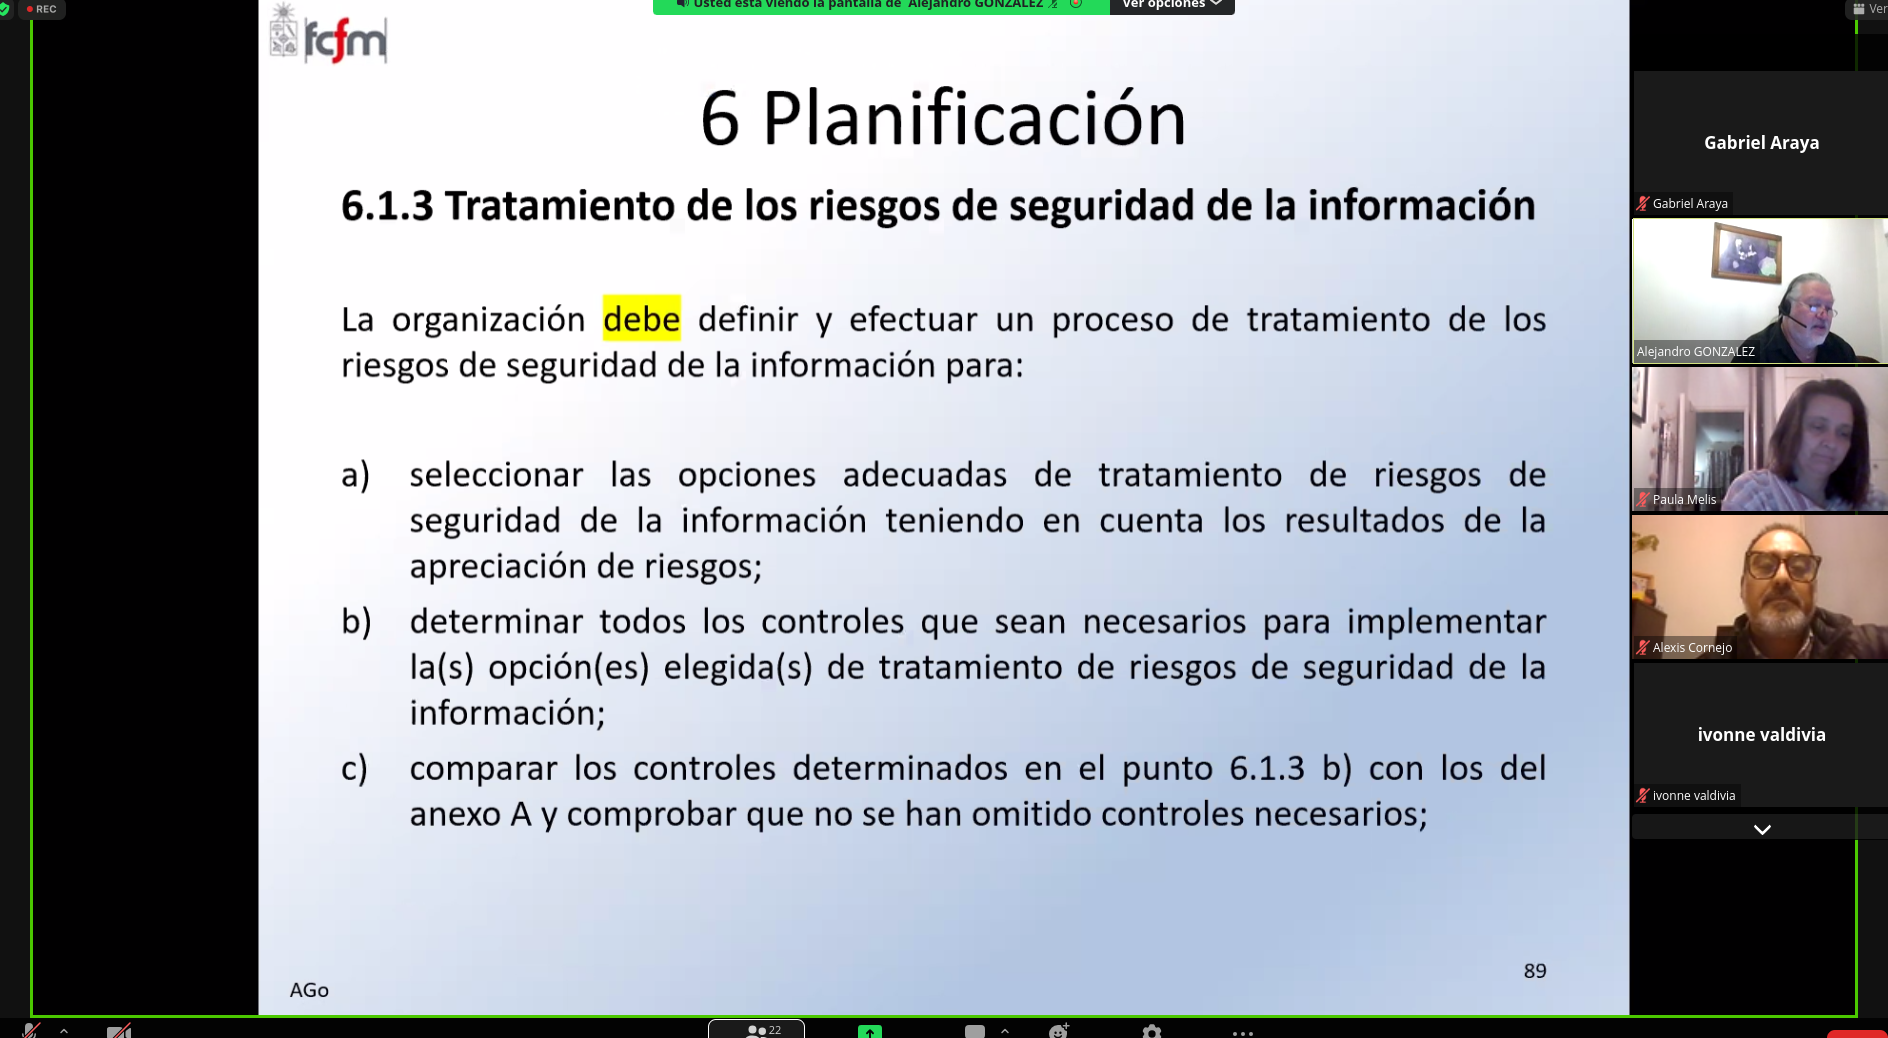 REC
Usted está viendo la pantalla de Alejandro GONZALEZ
Ver opciones
Ver
fcfm
6 Planificación
6.1.3 Tratamiento de los riesgos de seguridad de la información
La organización debe definir y efectuar un proceso de tratamiento de los
riesgos de seguridad de la información para:
a) seleccionar las opciones adecuadas de tratamiento de riesgos de
seguridad de la información teniendo en cuenta los resultados de la
apreciación de riesgos;
b) determinar todos los controles que sean necesarios para implementar
la(s) opción(es) elegida(s) de tratamiento de riesgos de seguridad de la
información;
c) comparar los controles determinados en el punto 6.1.3 b) con los del
anexo A y comprobar que no se han omitido controles necesarios;
89
AGo
Gabriel Araya
Gabriel Araya
Alejandro GONZALEZ
Paula Melis
Alexis Cornejo
ivonne valdivia
ivonne valdivia
22